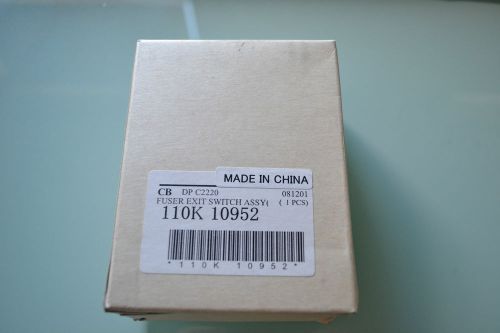 MADE IN CHINA
CB DP C2220 081201
FUSER EXIT SWITCH ASSY( ( 1 PCS)
110K 10952
*110K 10952*